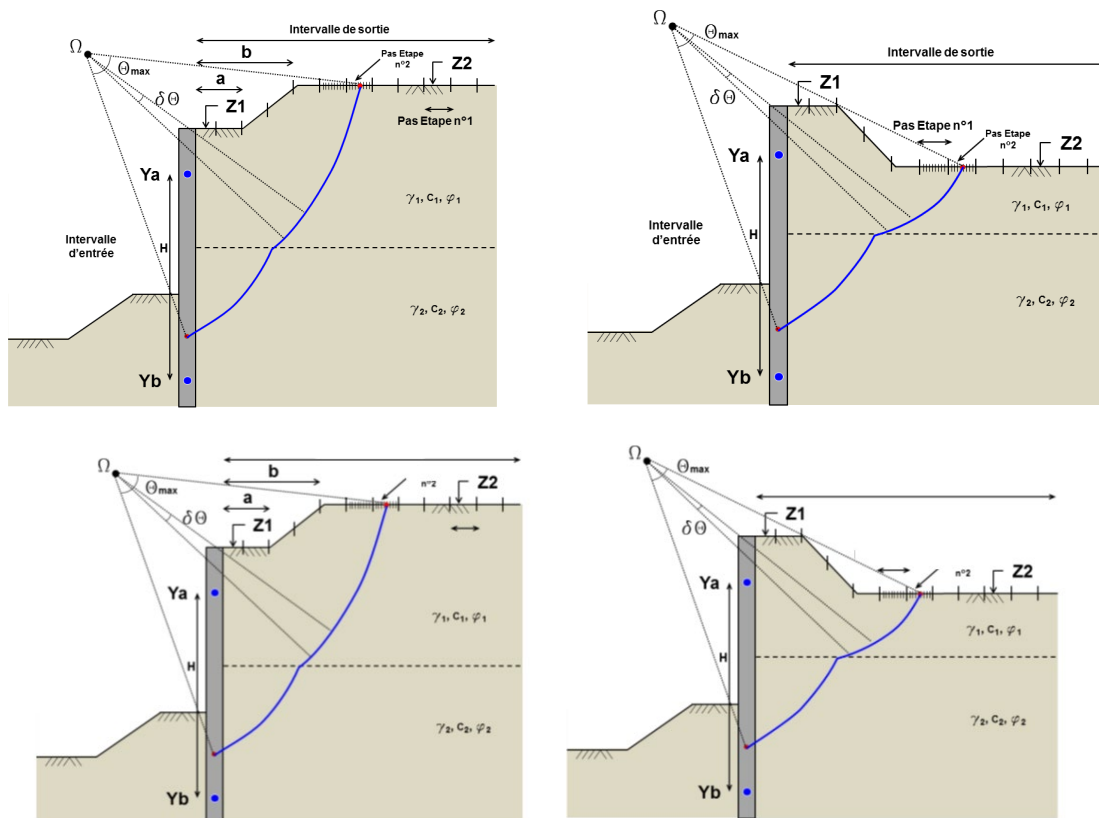 Ω
Θmax
Intervalle de sortie
b
a
Pas Etape
n°2
Z2
δΘ
Z1
Pas Etape n°1
Ya
γ1, c1, φ1
Intervalle
d'entrée
H
γ2, c2, φ2
Yb
Ω
Θmax
Intervalle de sortie
δΘ
Z1
Pas Etape n°1
Pas Etape
n°2
Z2
Ya
γ1, c1, φ1
Intervalle
d'entrée
H
γ2, c2, φ2
Yb
Ω
Θmax
b
n°2
Z2
a
δΘ
Z1
Ya
γ1, c1, φ1
H
γ2, c2, φ2
Yb
Ω
Θmax
Z1
δΘ
n°2
Z2
Ya
γ1, c1, φ1
H
γ2, c2, φ2
Yb